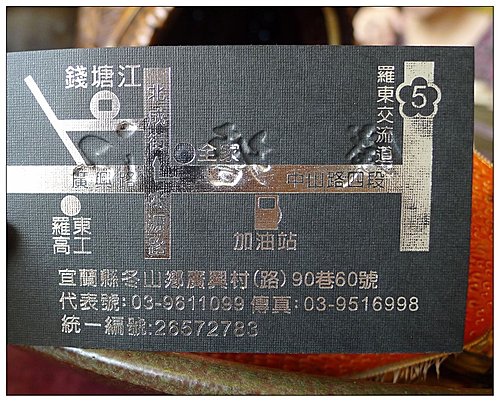 錢塘江
羅東交流道
5
全家
廣興路
中山路四段
羅東
高工
加油站
宜蘭縣冬山鄉廣興村(路)90巷60號
代表號:03-9611099 傳真:03-9516998
統一編號:26572783